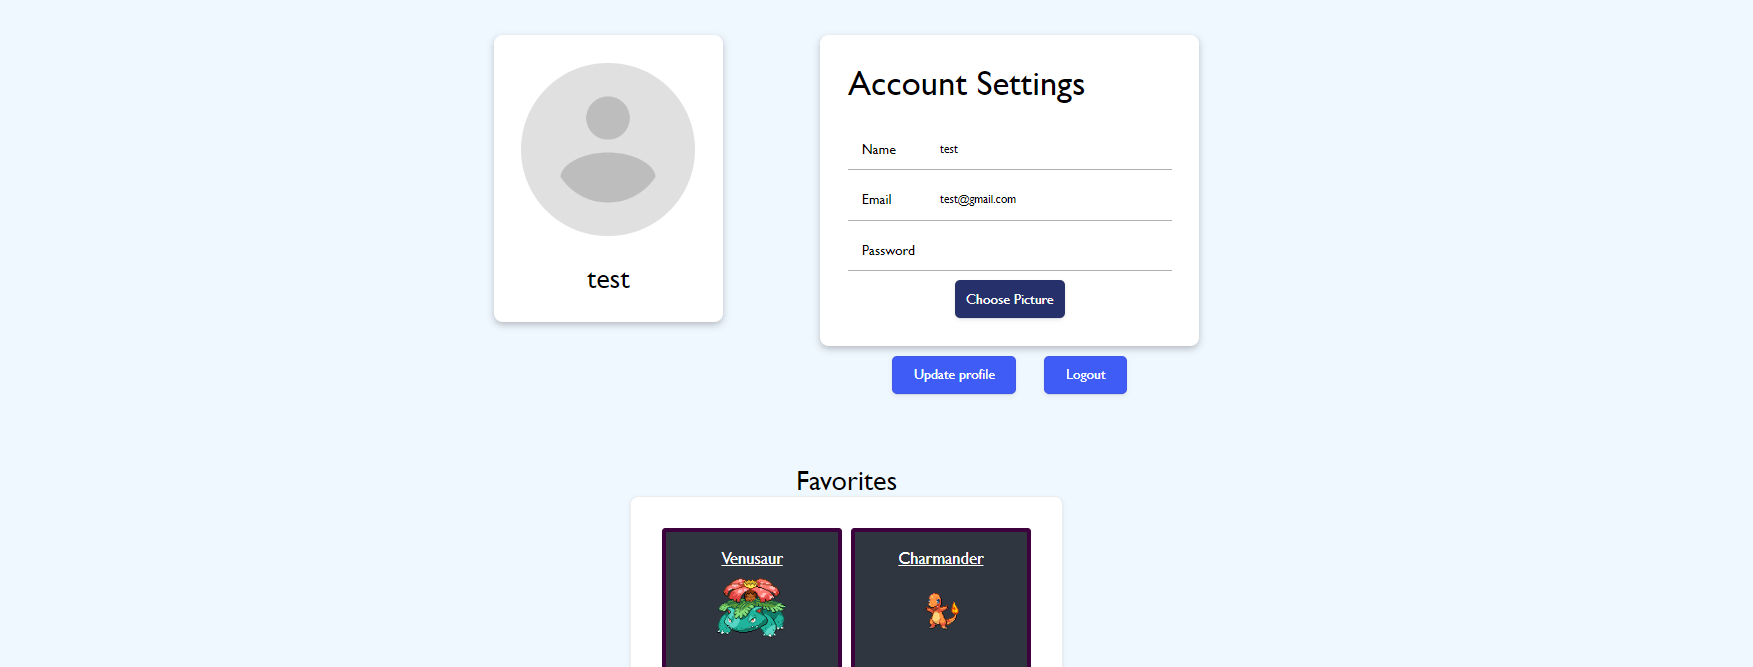 test
Account Settings
Name test
Email test@gmail.com
Password
Choose Picture
Update profile Logout
Favorites
Venusaur Charmander